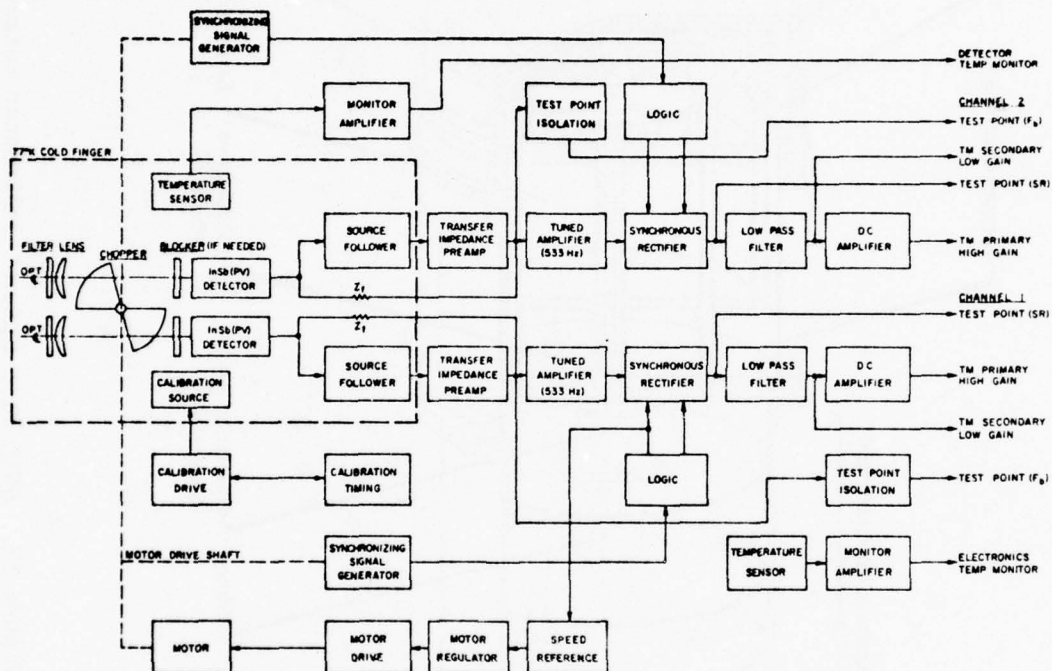 SYNCHRONIZING
SIGNAL
GENERATOR
DETECTOR
TEMP MONITOR
MONITOR
AMPLIFIER
TEST POINT
ISOLATION
LOGIC
CHANNEL 2
TEST POINT (Fb)
TM SECONDARY
LOW GAIN
TEST POINT (SR)
77°K COLD FINGER
TEMPERATURE
SENSOR
SOURCE
FOLLOWER
TRANSFER
IMPEDANCE
PREAMP
TUNED
AMPLIFIER
(533 Hz)
SYNCHRONOUS
RECTIFIER
LOW PASS
FILTER
DC
AMPLIFIER
TM PRIMARY
HIGH GAIN
FILTER LENS
CHOPPER
BLOCKER (IF NEEDED)
OPT
InSb(PV)
DETECTOR
Zf
CHANNEL 1
TEST POINT (SR)
OPT
InSb(PV)
DETECTOR
Zf
SOURCE
FOLLOWER
TRANSFER
IMPEDANCE
PREAMP
TUNED
AMPLIFIER
(533 Hz)
SYNCHRONOUS
RECTIFIER
LOW PASS
FILTER
DC
AMPLIFIER
TM PRIMARY
HIGH GAIN
CALIBRATION
SOURCE
TM SECONDARY
LOW GAIN
CALIBRATION
DRIVE
CALIBRATION
TIMING
LOGIC
TEST POINT
ISOLATION
TEST POINT (Fb)
MOTOR DRIVE SHAFT
SYNCHRONIZING
SIGNAL
GENERATOR
TEMPERATURE
SENSOR
MONITOR
AMPLIFIER
ELECTRONICS
TEMP MONITOR
MOTOR
MOTOR
DRIVE
MOTOR
REGULATOR
SPEED
REFERENCE